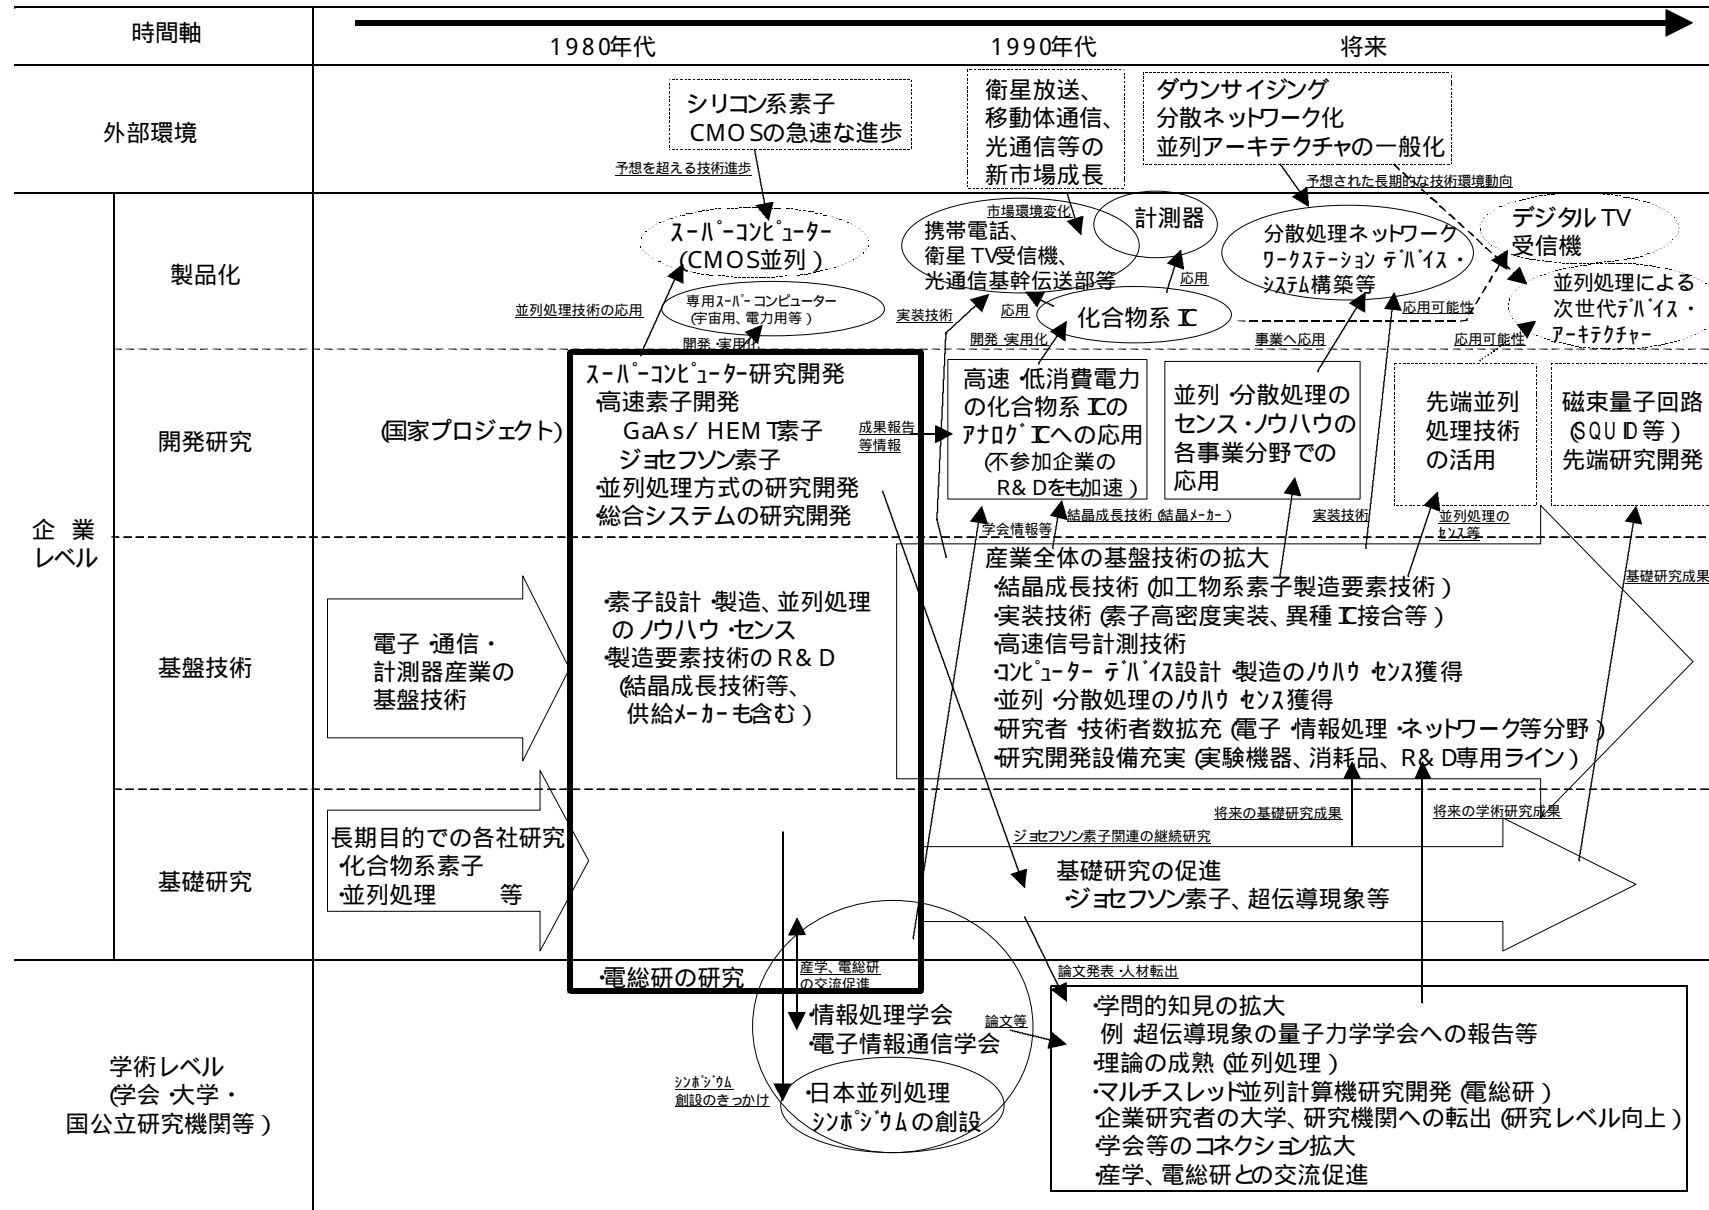 時間軸
1980年代
1990年代
将来
外部環境
シリコン系素子
CMOSの急速な進歩
予想を超える技術進歩
衛星放送、
移動体通信、
光通信等の
新市場成長
ダウンサイジング
分散ネットワーク化
並列アーキテクチャの一般化
予想された長期的な技術環境動向
企 業
レベル
製品化
スーパーコンピューター
(CMOS並列)
専用スーパーコンピューター
(宇宙用、電力用等)
並列処理技術の応用
開発・実用化
市場環境変化
携帯電話、
衛星TV受信機、
光通信基幹伝送部等
計測器
応用
応用
化合物系IC
実装技術
開発・実用化
分散処理ネットワーク
ワークステーション デバイス・
システム構築等
事業へ応用
応用可能性
デジタルTV
受信機
並列処理による
次世代デバイス・
アーキテクチャー
応用可能性
開発研究
(国家プロジェクト)
スーパーコンピューター研究開発
・高速素子開発
GaAs/HEMT素子
ジョセフソン素子
・並列処理方式の研究開発
・総合システムの研究開発
成果報告
等情報
高速・低消費電力
の化合物系ICの
アナログICへの応用
(不参加企業の
R&Dをも加速)
学会情報等
結晶成長技術(結晶メーカー)
並列・分散処理の
センス・ノウハウの
各事業分野での
応用
実装技術
先端並列
処理技術
の活用
並列処理の
センス等
磁束量子回路
(SQUID等)
先端研究開発
基盤技術
電子・通信・
計測器産業の
基盤技術
・素子設計・製造、並列処理
のノウハウ・センス
・製造要素技術のR&D
(結晶成長技術等、
供給メーカーも含む)
産業全体の基盤技術の拡大
・結晶成長技術(加工物系素子製造要素技術)
・実装技術(素子高密度実装、異種IC接合等)
・高速信号計測技術
・コンピューター デバイス設計・製造のノウハウ・センス獲得
・並列・分散処理のノウハウ・センス獲得
・研究者・技術者数拡充(電子・情報処理・ネットワーク等分野)
・研究開発設備充実(実験機器、消耗品、R&D専用ライン)
基礎研究成果
基礎研究
長期目的での各社研究
・化合物系素子
・並列処理 等
将来の基礎研究成果
将来の学術研究成果
ジョセフソン素子関連の継続研究
基礎研究の促進
・ジョセフソン素子、超伝導現象等
学術レベル
(学会・大学・
国公立研究機関等)
・電総研の研究
産学、電総研
の交流促進
・情報処理学会
・電子情報通信学会
論文等
シンポジウム
創設のきっかけ
・日本並列処理
シンポジウムの創設
論文発表・人材転出
・学問的知見の拡大
例:超伝導現象の量子力学学会への報告等
・理論の成熟(並列処理)
・マルチスレッド並列計算機研究開発(電総研)
・企業研究者の大学、研究機関への転出(研究レベル向上)
・学会等のコネクション拡大
・産学、電総研との交流促進